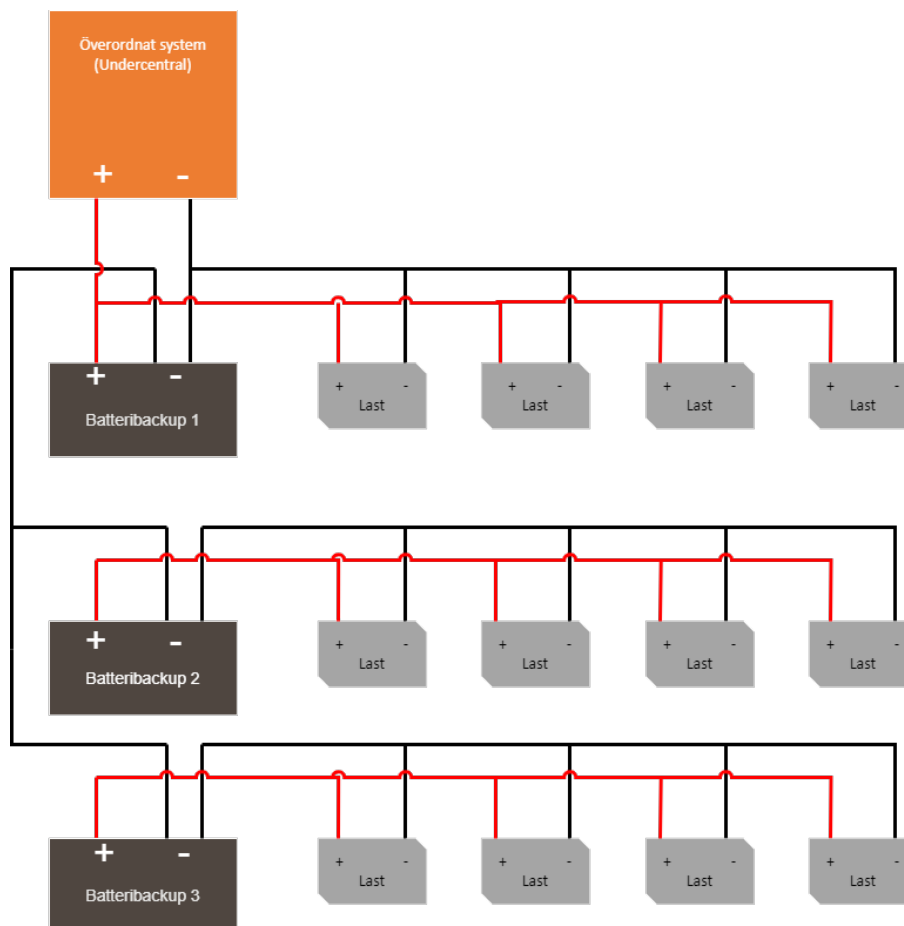 Överordnat system
(Undercentral)
+ -
+ -
Batteribackup 1
+ -
Last
+ -
Last
+ -
Last
+ -
Last
+ -
Batteribackup 2
+ -
Last
+ -
Last
+ -
Last
+ -
Last
+ -
Batteribackup 3
+ -
Last
+ -
Last
+ -
Last
+ -
Last